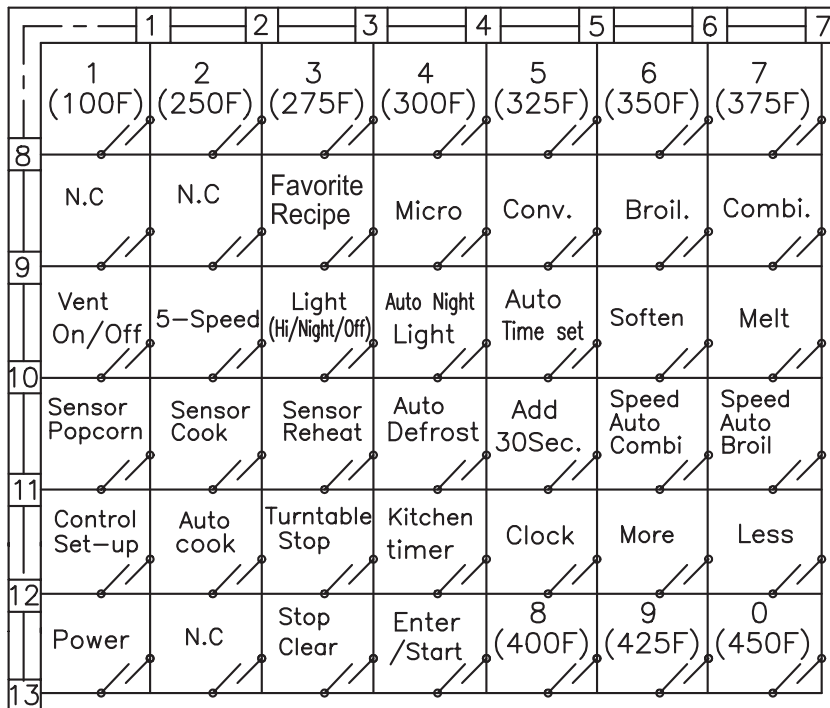 1 2 3 4 5 6 7
1 2 3 4 5 6 7
(100F) (250F) (275F) (300F) (325F) (350F) (375F)
8
N.C N.C Favorite Recipe Micro Conv. Broil. Combi.
9
Vent On/Off 5-Speed Light (Hi/Night/Off) Auto Night Light Auto Time set Soften Melt
10
Sensor Popcorn Sensor Cook Sensor Reheat Auto Defrost Add 30Sec. Speed Auto Combi Speed Auto Broil
11
Control Set-up Auto cook Turntable Stop Kitchen timer Clock More Less
12
Power N.C Stop Clear Enter /Start 8 (400F) 9 (425F) 0 (450F)
13